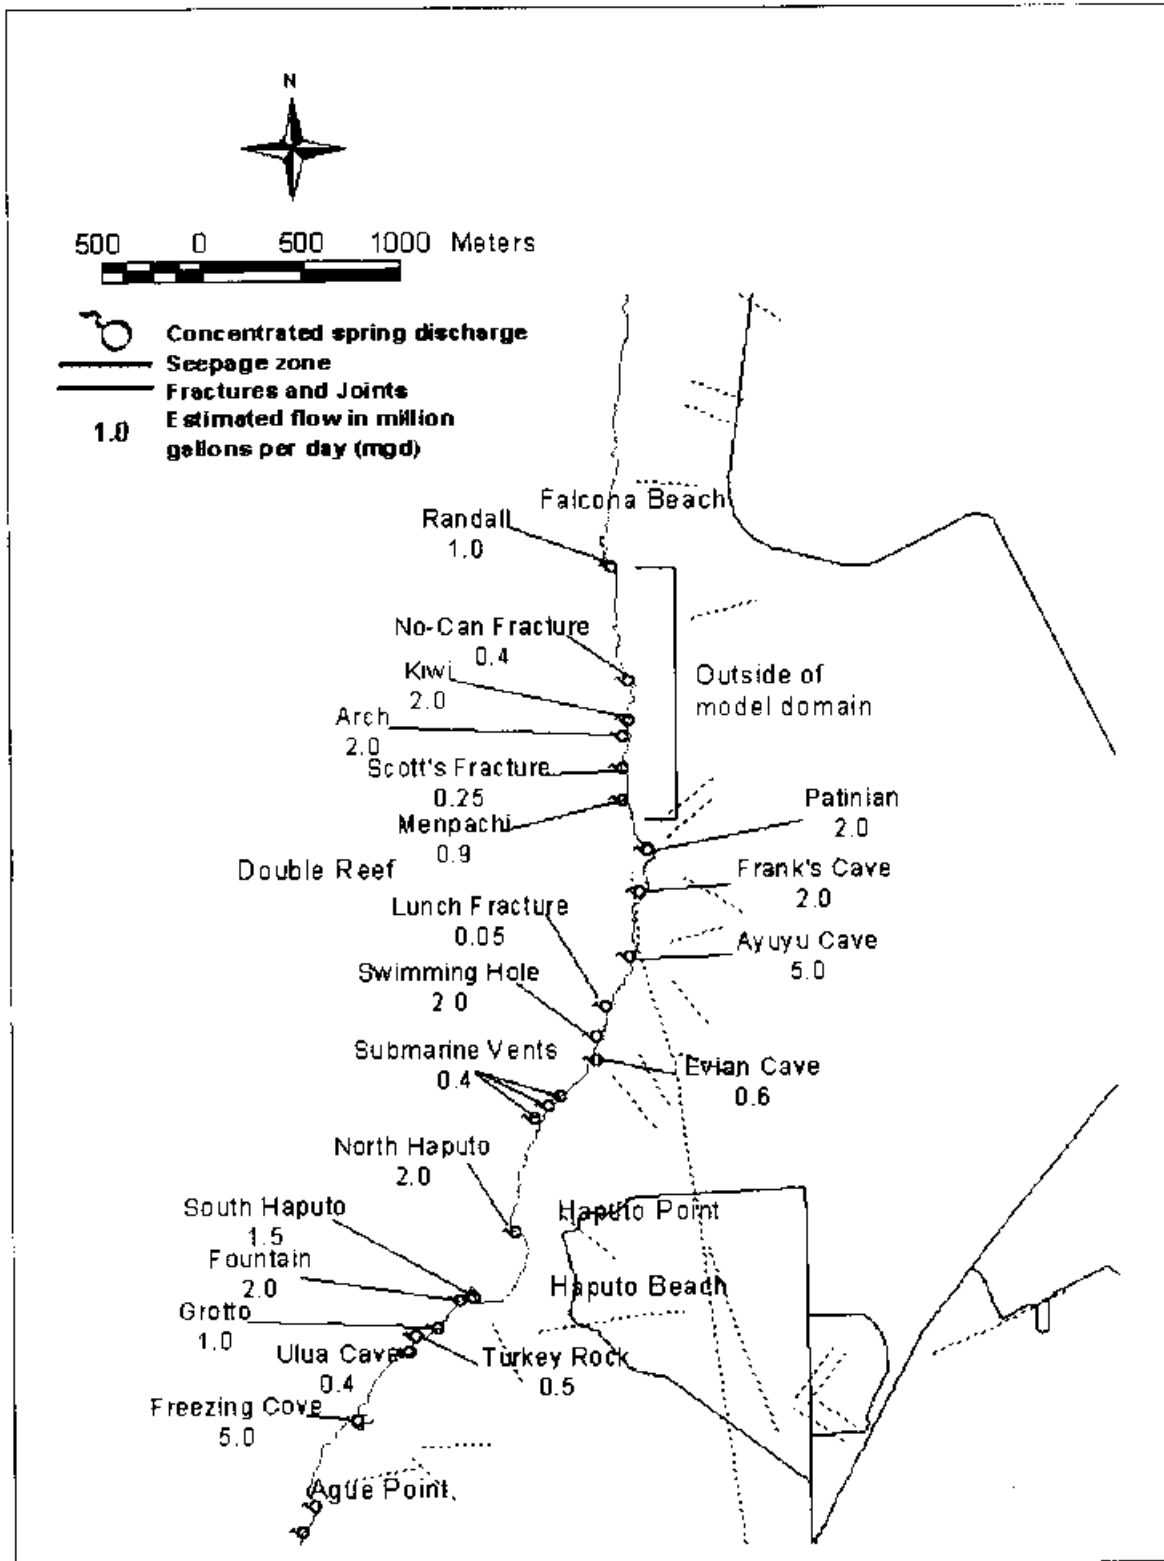 N
500 0 500 1000 Meters
Concentrated spring discharge
Seepage zone
Fractures and Joints
1.0 Estimated flow in million
gallons per day (mgd)
Falcona Beach
Randall
1.0
No-Can Fracture
0.4
Kiwi
2.0
Outside of
model domain
Arch
2.0
Scott's Fracture
0.25
Menpachi
0.9
Patinian
2.0
Double Reef
Frank's Cave
2.0
Lunch Fracture
0.05
Ayuyu Cave
5.0
Swimming Hole
2.0
Submarine Vents
0.4
Evian Cave
0.6
North Haputo
2.0
South Haputo
1.5
Haputo Point
Fountain
2.0
Haputo Beach
Grotto
1.0
Ulua Cave
0.4
Turkey Rock
0.5
Freezing Cove
5.0
Ague Point